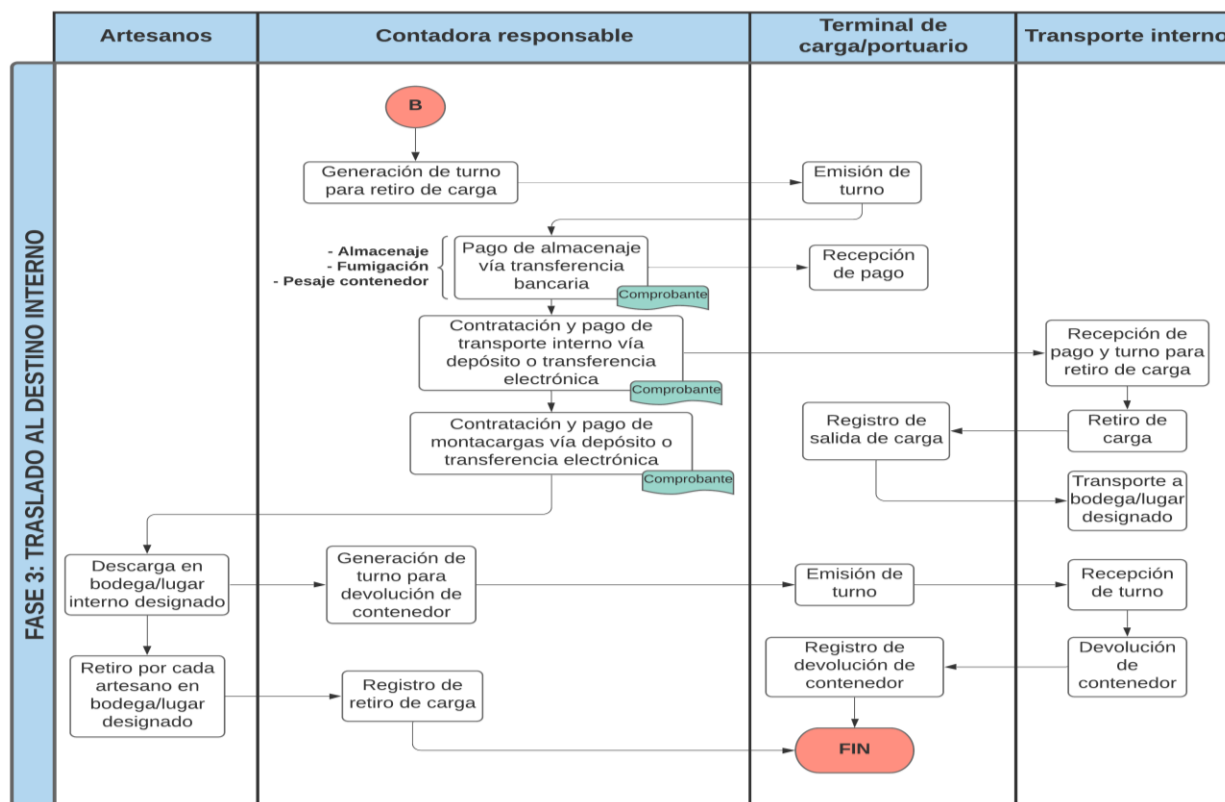 Artesanos
Contadora responsable
Terminal de
carga/portuario
Transporte interno
FASE 3: TRASLADO AL DESTINO INTERNO
B
Generación de turno
para retiro de carga
Emisión de
turno
- Almacenaje
- Fumigación
- Pesaje contenedor
Pago de almacenaje
vía transferencia
bancaria
Comprobante
Recepción
de pago
Contratación y pago de
transporte interno vía
depósito o transferencia
electrónica
Comprobante
Recepción de
pago y turno para
retiro de carga
Contratación y pago de
montacargas vía depósito o
transferencia electrónica
Comprobante
Registro de
salida de carga
Retiro de
carga
Transporte a
bodega/lugar
designado
Descarga en
bodega/lugar
interno designado
Generación de
turno para
devolución de
contenedor
Emisión de
turno
Recepción
de turno
Retiro por cada
artesano en
bodega/lugar
designado
Registro de
retiro de carga
Registro de
devolución de
contenedor
Devolución
de
contenedor
FIN